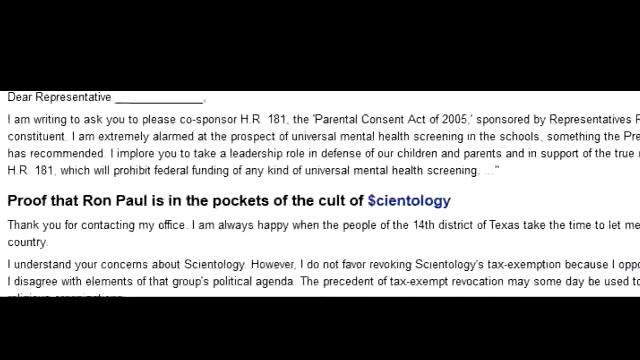 Dear Representative ______________,
I am writing to ask you to please co-sponsor H.R. 181, the 'Parental Consent Act of 2005,' sponsored by Representatives
constituent. I am extremely alarmed at the prospect of universal mental health screening in the schools, something the
has recommended. I implore you to take a leadership role in defense of our children and parents and in support of the true
H.R. 181, which will prohibit federal funding of any kind of universal mental health screening. ..."
Proof that Ron Paul is in the pockets of the cult of $cientology
Thank you for contacting my office. I am always happy when the people of the 14th district of Texas take the time to let me
country.
I understand your concerns about Scientology. However, I do not favor revoking Scientology's tax-exemption because I
I disagree with elements of that group's political agenda. The precedent of tax-exempt revocation may some day be used to